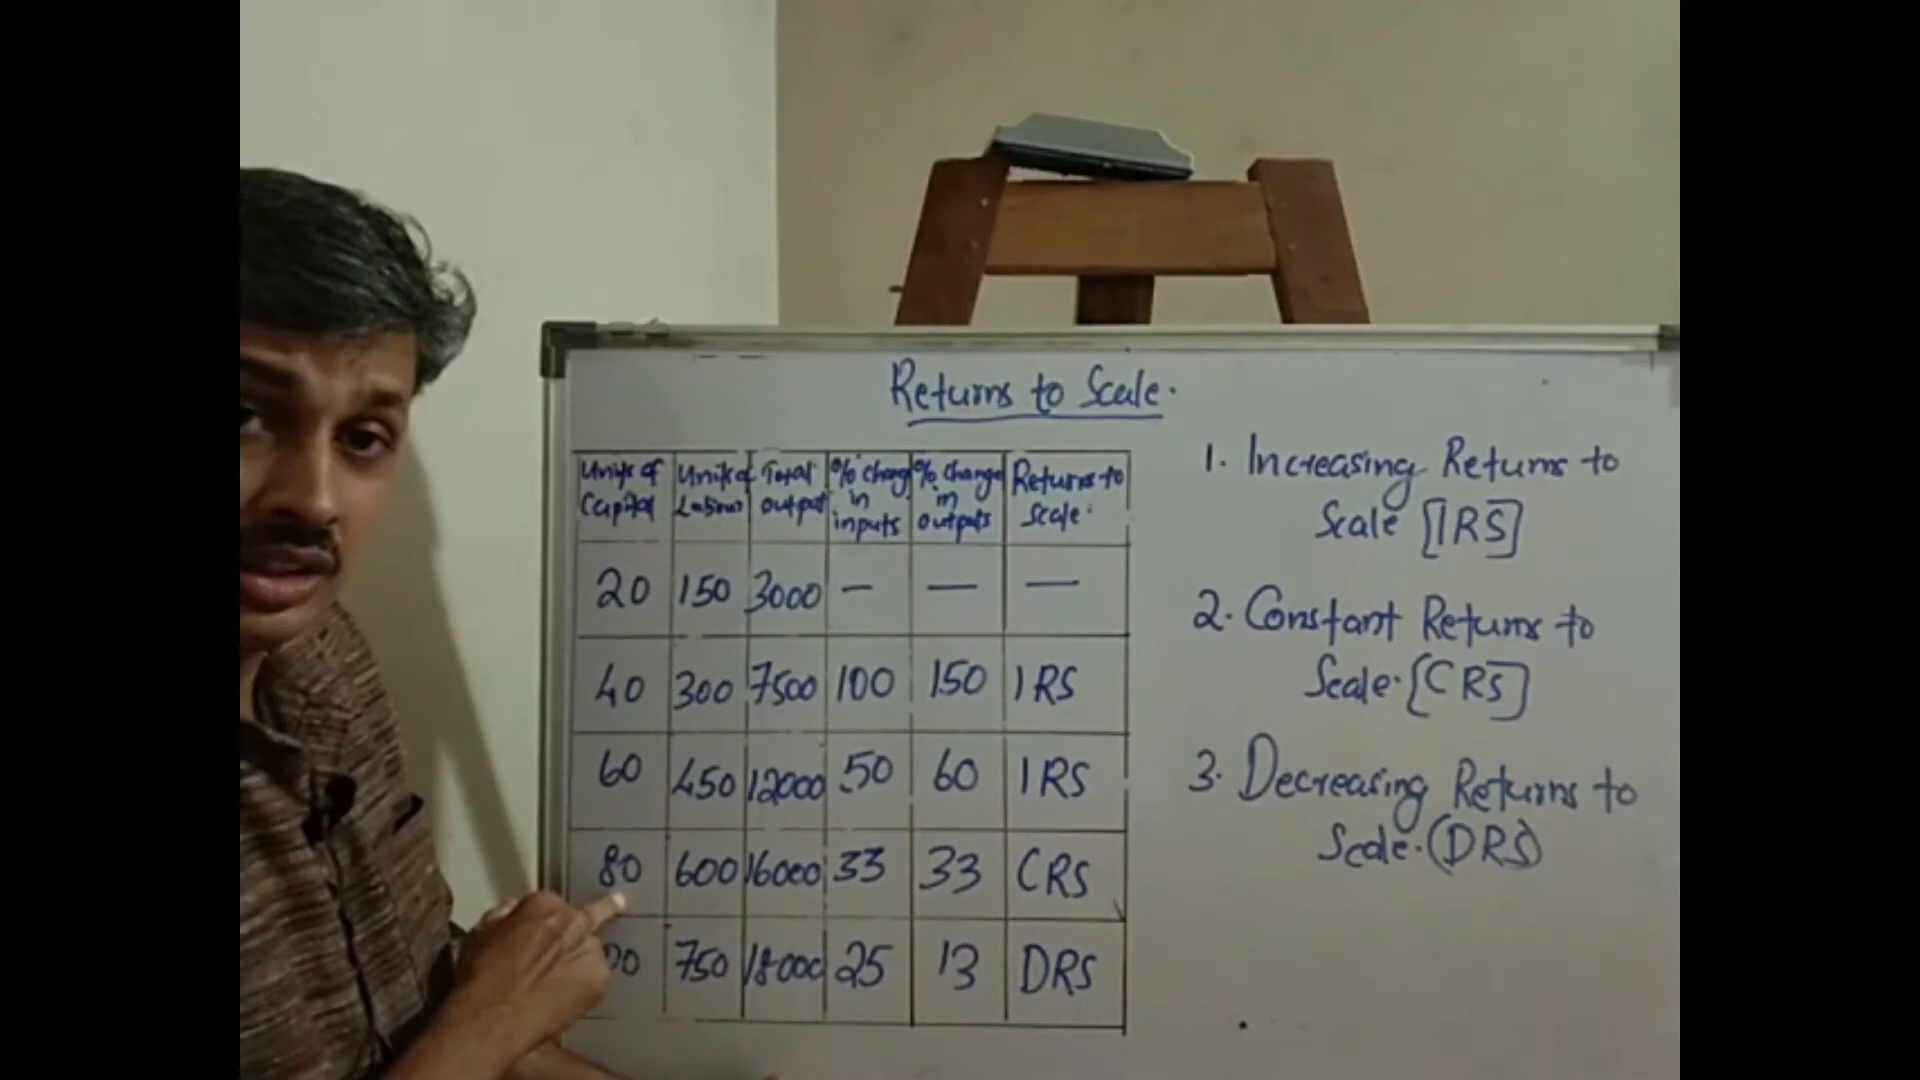 Returns to Scale.
Units of Capital | Units of Labour | Total output | % change in inputs | % change in outputs | Returns to Scale.
20 | 150 | 3000 | — | — | —
40 | 300 | 7500 | 100 | 150 | IRS
60 | 450 | 12000 | 50 | 60 | IRS
80 | 600 | 16000 | 33 | 33 | CRS
750 | 18000 | 25 | 13 | DRS
1. Increasing Returns to
Scale [IRS]
2. Constant Returns to
Scale. [CRS]
3. Decreasing Returns to
Scale. (DRS)